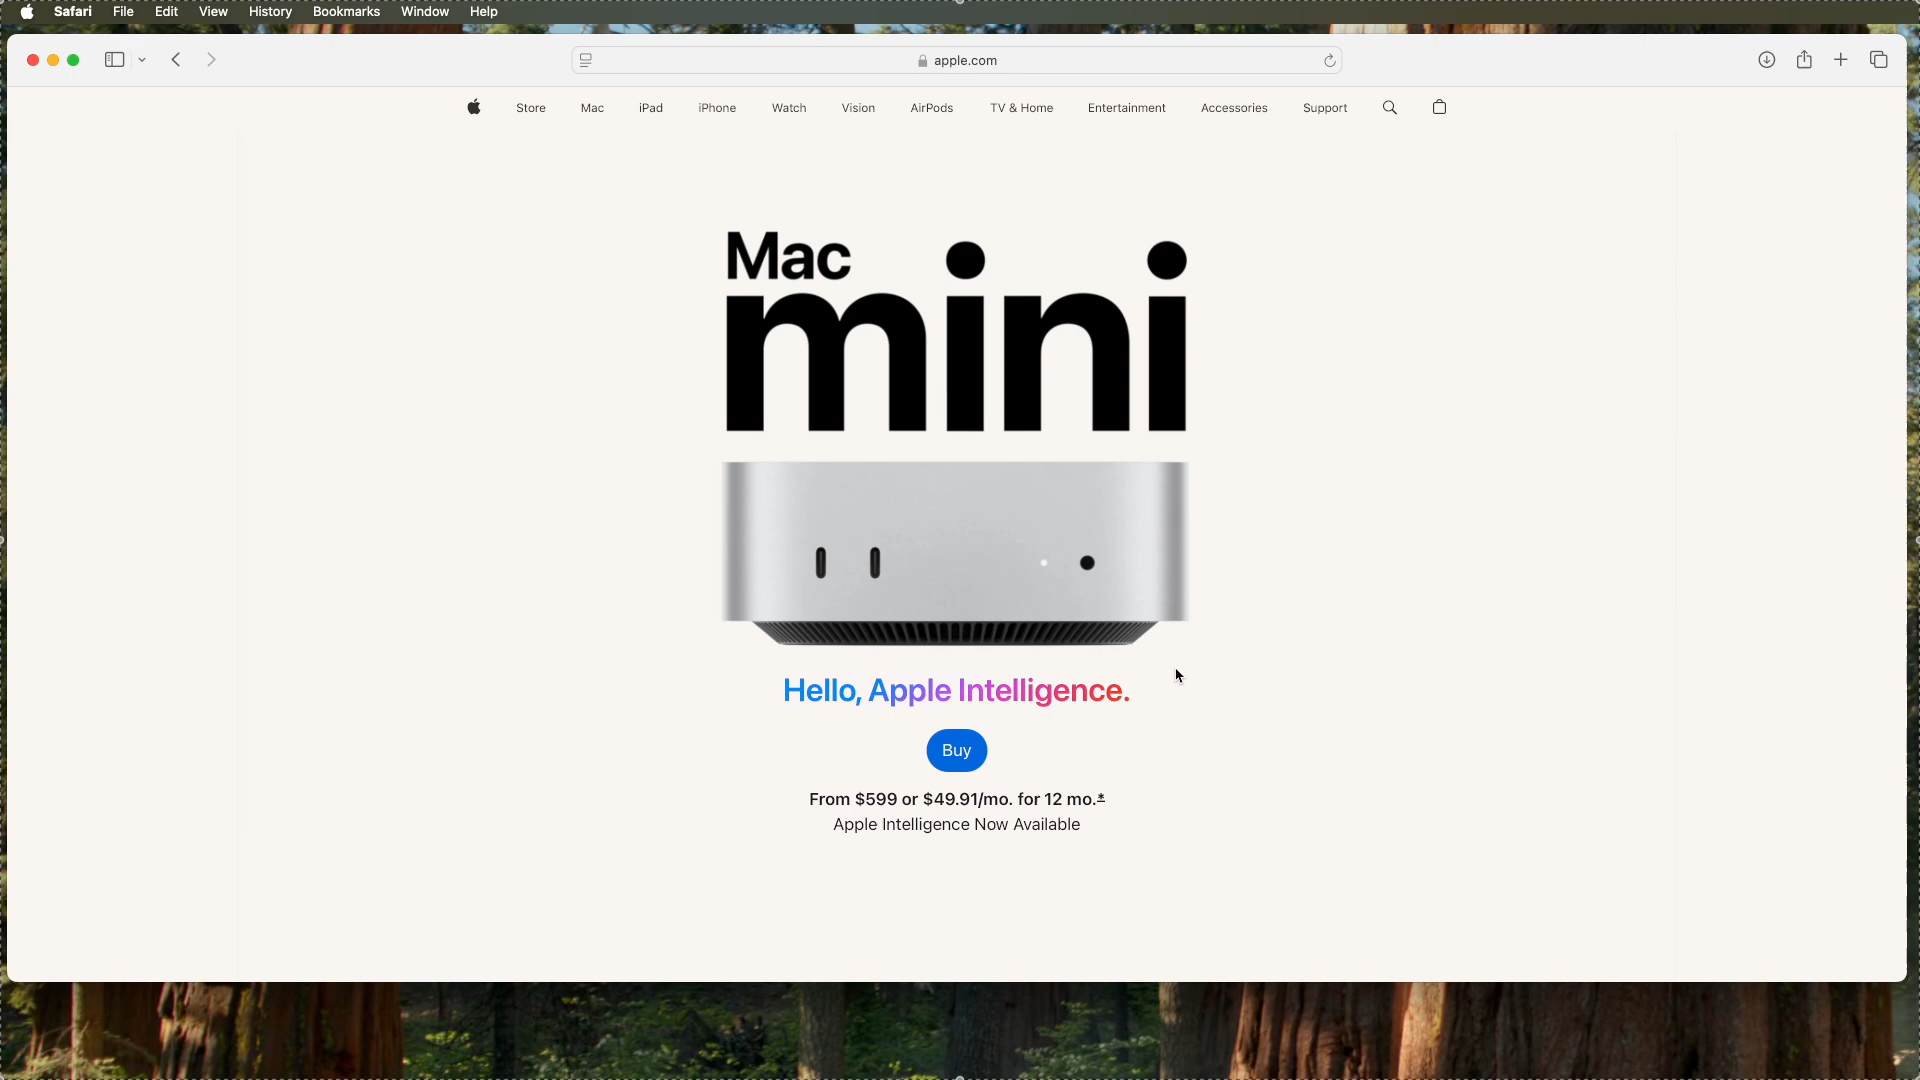 Safari File Edit View History Bookmarks Window Help
apple.com
Store Mac iPad iPhone Watch Vision AirPods TV & Home Entertainment Accessories Support
Mac
mini
Hello, Apple Intelligence.
Buy
From $599 or $49.91/mo. for 12 mo.*
Apple Intelligence Now Available